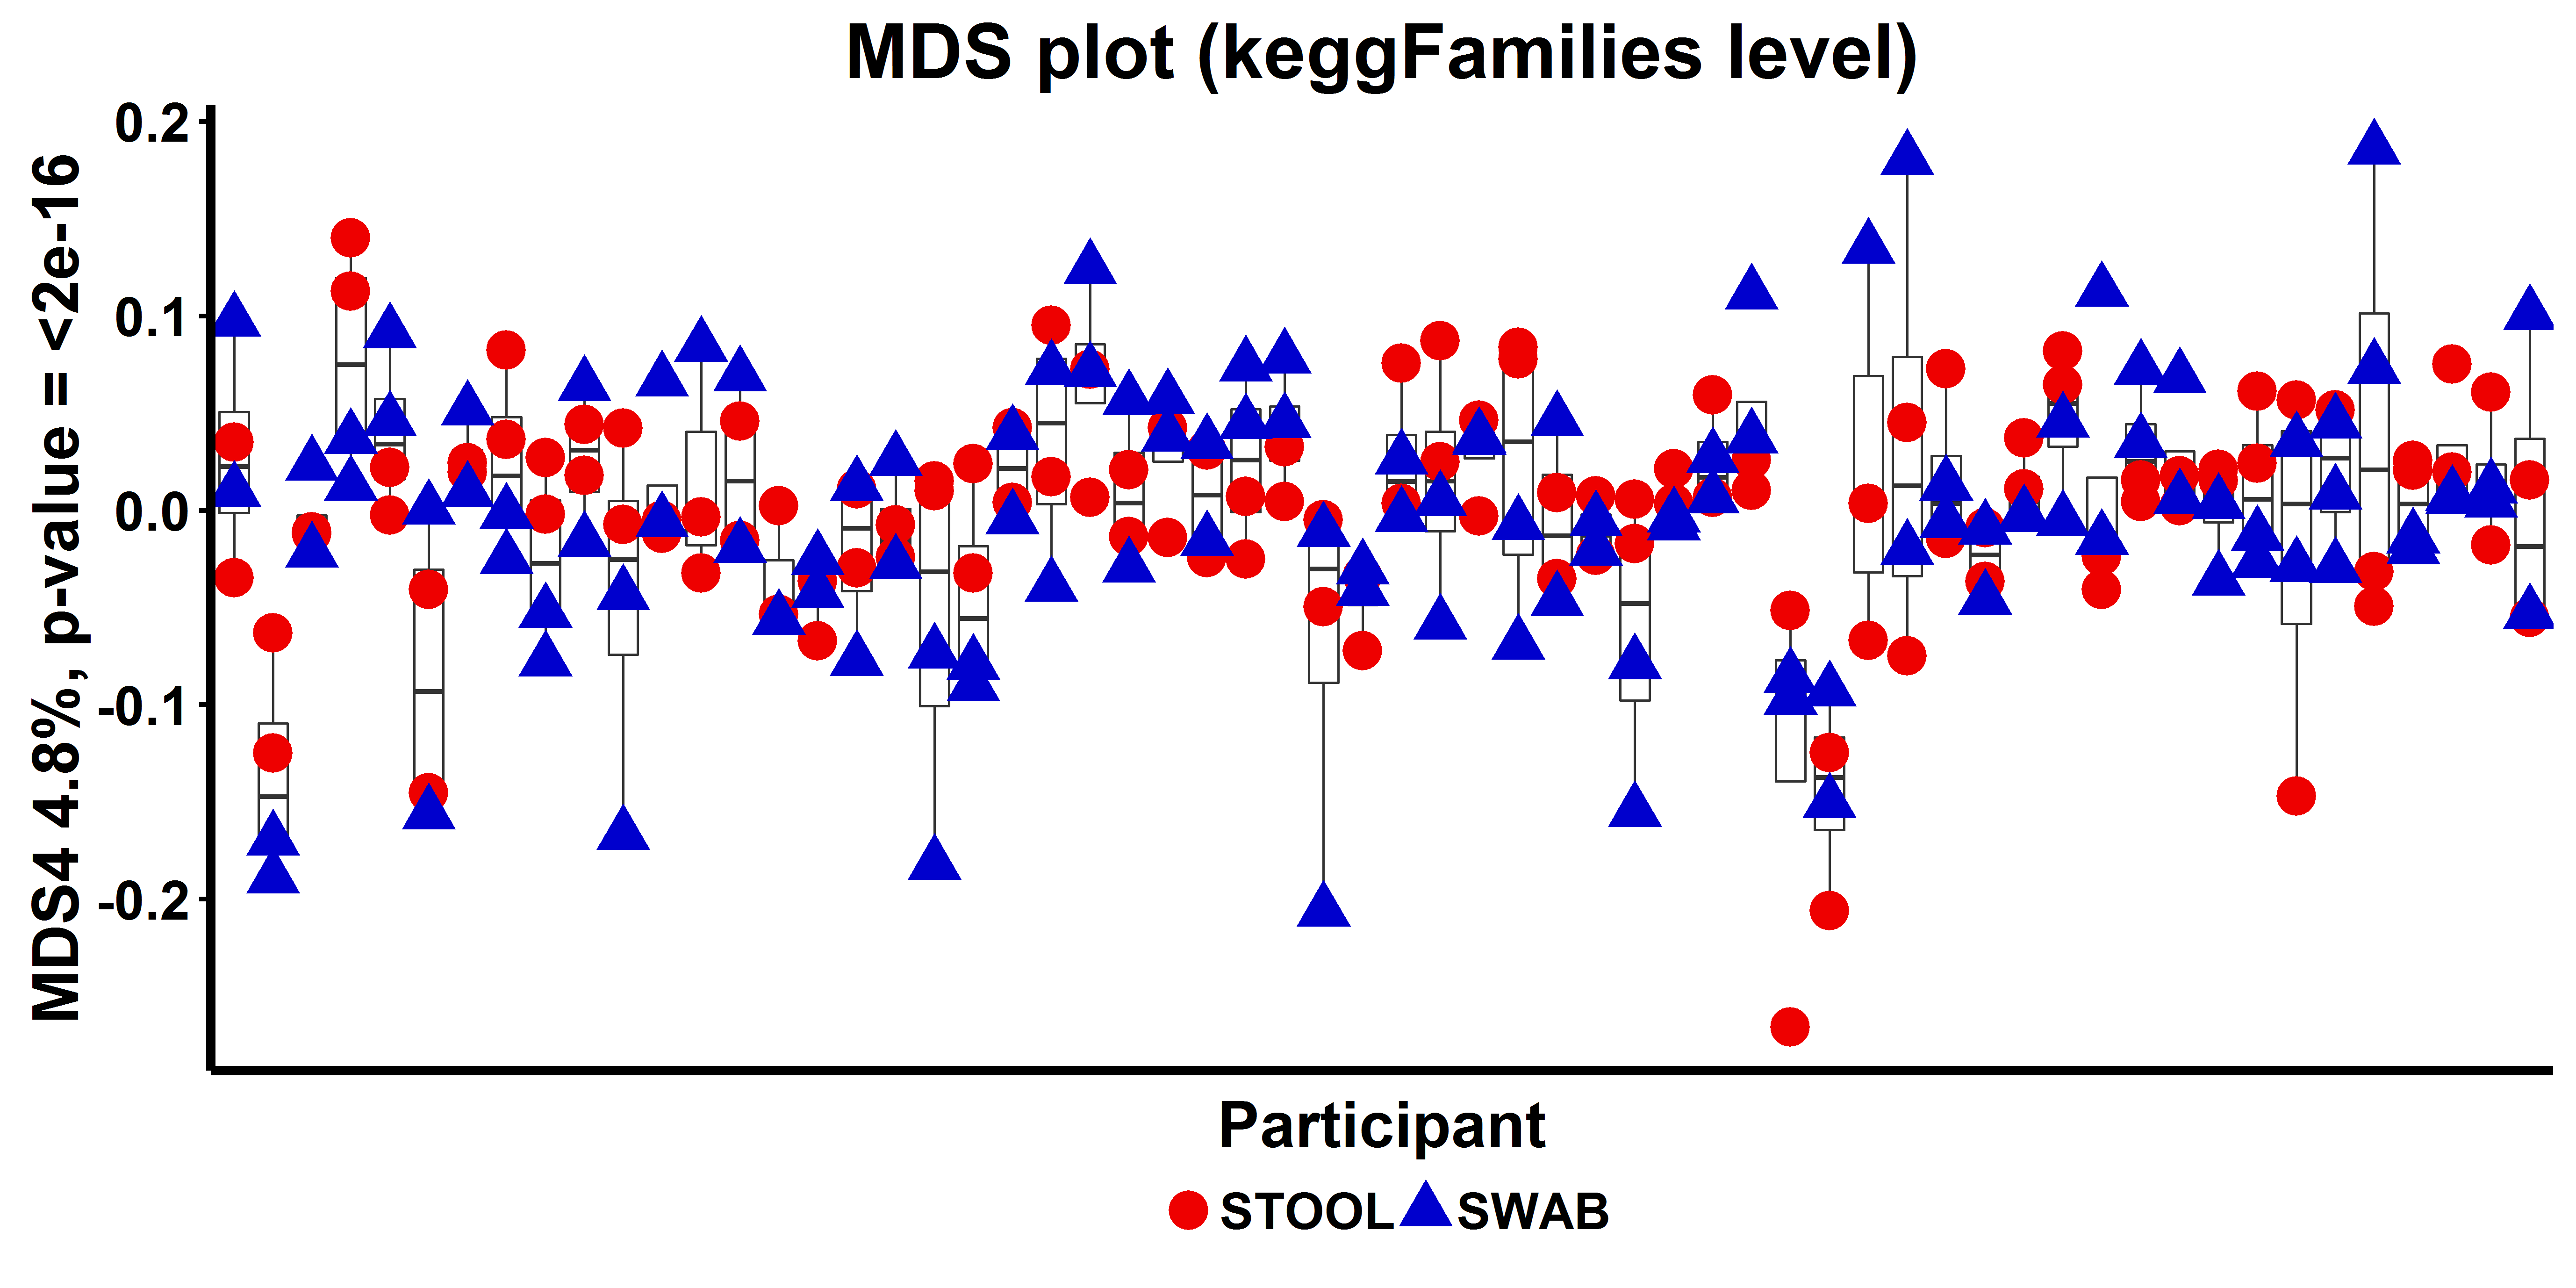 MDS plot (keggFamilies level)
MDS4 4.8%, p-value = <2e-16
0.2
0.1
0.0
-0.1
-0.2
Participant
STOOL SWAB